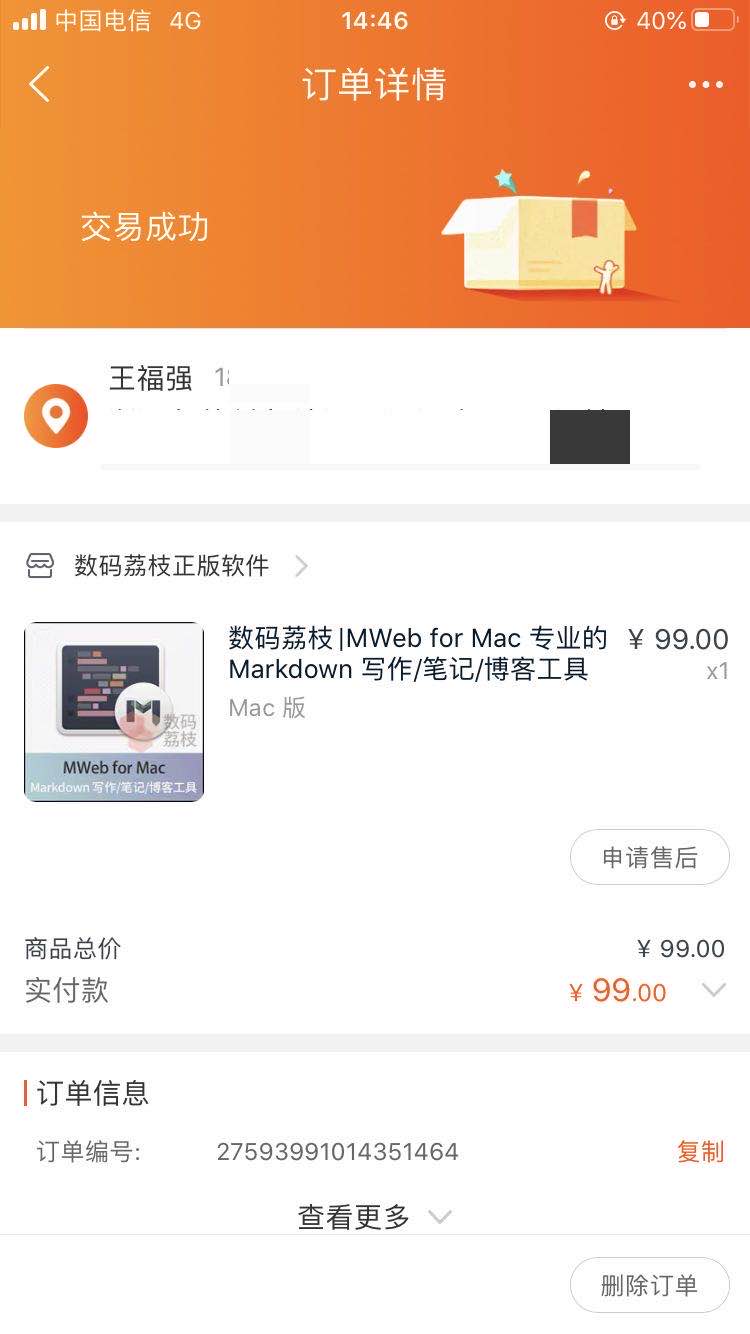 中国电信 4G 14:46 40%
订单详情
交易成功
王福强
数码荔枝正版软件
数码荔枝|MWeb for Mac 专业的 ¥ 99.00
Markdown 写作/笔记/博客工具 x1
Mac 版
数码
荔枝
MWeb for Mac
Markdown 写作/笔记/博客工具
申请售后
商品总价 ¥ 99.00
实付款 ¥ 99.00
订单信息
订单编号: 27593991014351464 复制
查看更多
删除订单